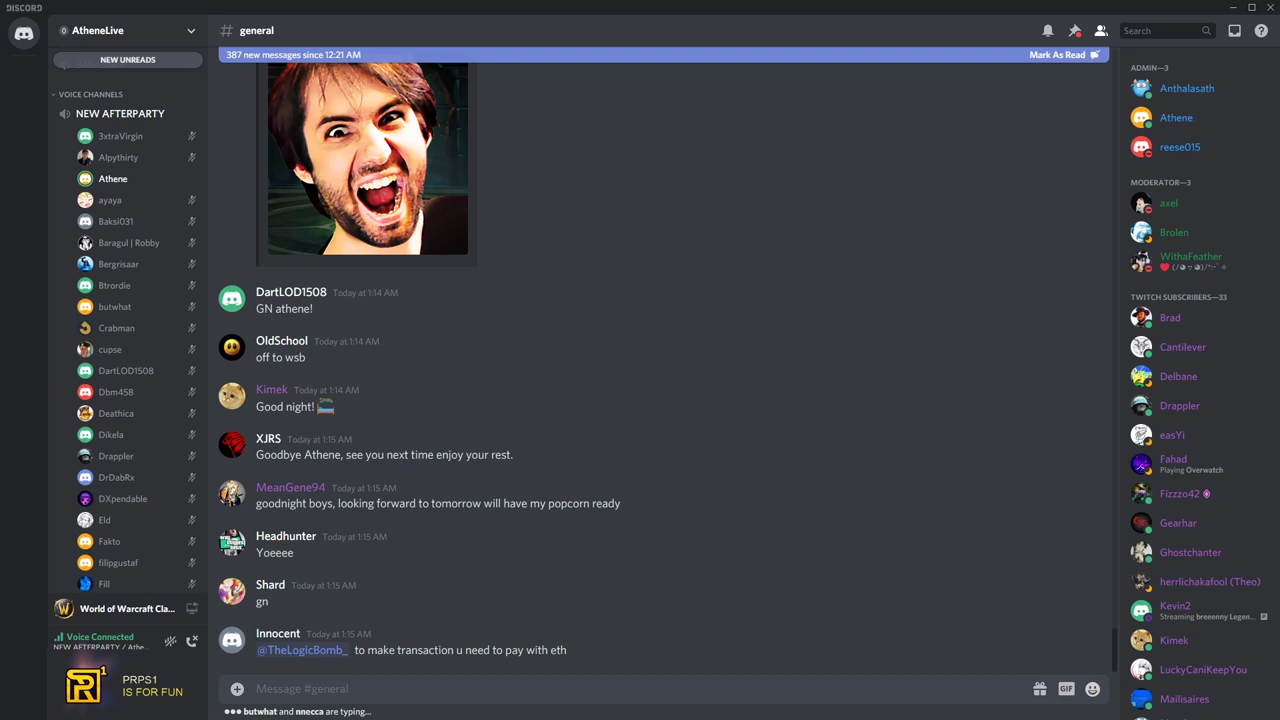 DISCORD
AtheneLive
general
Search
NEW UNREADS
387 new messages since 12:21 AM
Mark As Read
VOICE CHANNELS
NEW AFTERPARTY
3xtraVirgin
Alpythirty
Athene
ayaya
Baksi031
Baragul | Robby
Bergrisaar
Btrordie
butwhat
Crabman
cupse
DartLOD1508
Dbm458
Deathica
Dikela
Drappler
DrDabRx
DXpendable
Eld
Fakto
filipgustaf
Fill
World of Warcraft Cla...
Voice Connected
NEW AFTERPARTY / Athe...
PRPS1
IS FOR FUN
DartLOD1508 Today at 1:14 AM
GN athene!
OldSchool Today at 1:14 AM
off to wsb
Kimek Today at 1:14 AM
Good night!
XJRS Today at 1:15 AM
Goodbye Athene, see you next time enjoy your rest.
MeanGene94 Today at 1:15 AM
goodnight boys, looking forward to tomorrow will have my popcorn ready
Headhunter Today at 1:15 AM
Yoeeee
Shard Today at 1:15 AM
gn
Innocent Today at 1:15 AM
@TheLogicBomb_ to make transaction u need to pay with eth
Message #general
GIF
butwhat and nnecca are typing...
ADMIN—3
Anthalasath
Athene
reese015
MODERATOR—3
axel
Brolen
WithaFeather
TWITCH SUBSCRIBERS—33
Brad
Cantilever
Delbane
Drappler
easYi
Fahad
Playing Overwatch
Fizzzo42
Gearhar
Ghostchanter
herrlichakafool (Theo)
Kevin2
Streaming breeenny Legen...
Kimek
LuckyCaniKeepYou
Mailisaires